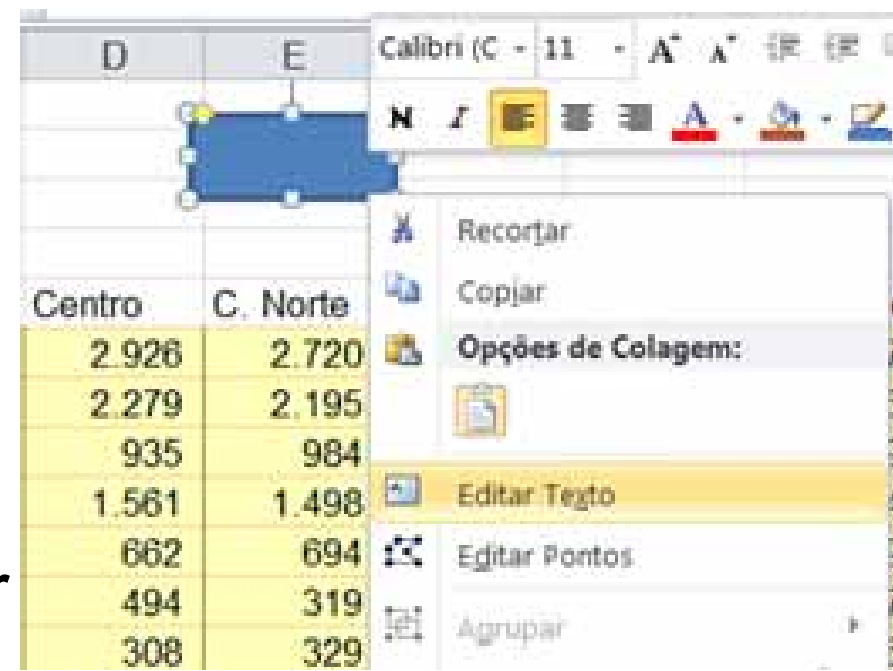 D E
Calibri (C 11 A A
N I A
Centro C. Norte
2.926 2.720
2.279 2.195
935 984
1.561 1.498
662 694
494 319
308 329
Recortar
Copiar
Opções de Colagem:
Editar Texto
Editar Pontos
Agrupar
r